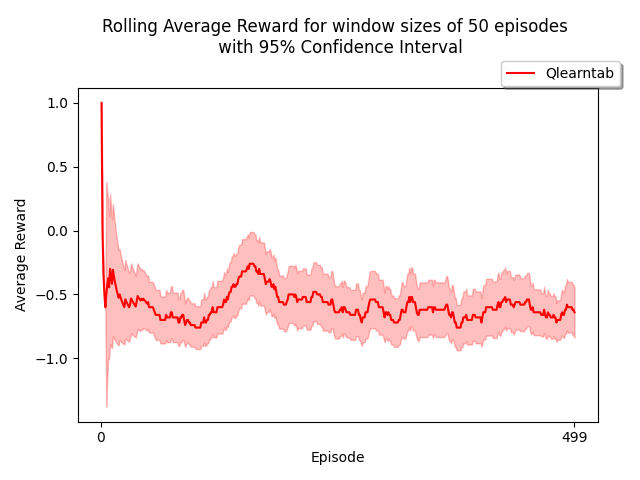 Rolling Average Reward for window sizes of 50 episodes
with 95% Confidence Interval
Qlearntab
1.0
0.5
0.0
−0.5
−1.0
Average Reward
0
499
Episode